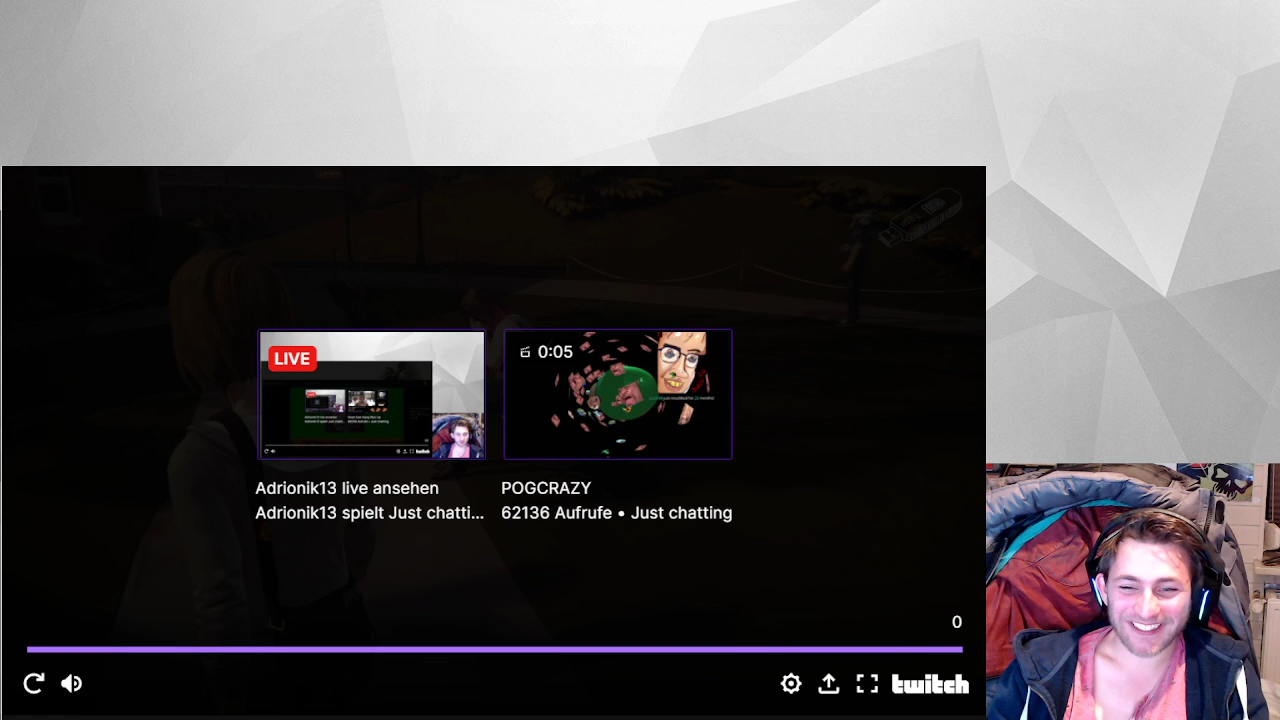 LIVE
0:05
Adrionik13 live ansehen
Adrionik13 spielt Just chatti...
POGCRAZY
62136 Aufrufe • Just chatting
0
twitch